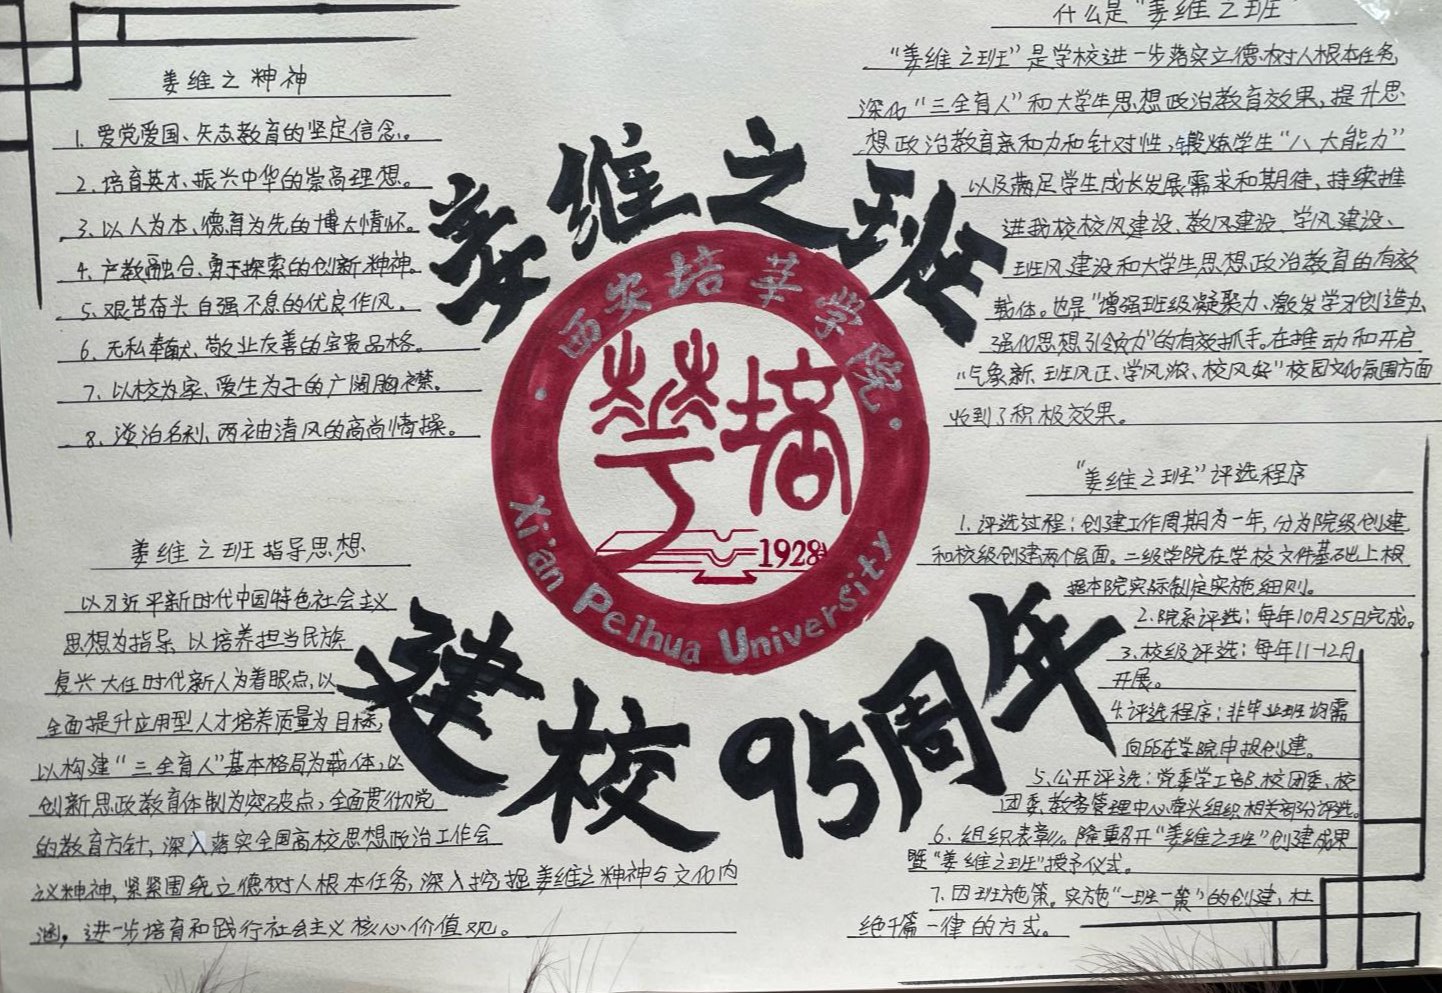 姜维之精神
1.爱党爱国、矢志教育的坚定信念。
2.培育英才、振兴中华的崇高理想。
3.以人为本、德育为先的博大情怀。
4.产教融合、勇于探索的创新精神。
5.艰苦奋斗、自强不息的优良作风。
6.无私奉献、敬业友善的宝贵品格。
7.以校为家、爱生为子的广阔胸襟。
8.淡泊名利、两袖清风的高尚情操。
姜维之班指导思想
以习近平新时代中国特色社会主义
思想为指导,以培养担当民族
复兴大任时代新人为着眼点,以
全面提升应用型人才培养质量为目标,
以构建“三全育人”基本格局为载体,以
创新思政教育体制为突破点,全面贯彻党
的教育方针,深入落实全国高校思想政治工作会
议精神,紧紧围绕立德树人根本任务,深入挖掘姜维之精神与文化内
涵,进一步培育和践行社会主义核心价值观。
姜维之班
西安培华学院
华培
1928
Xi'an Peihua University
建校95周年
什么是“姜维之班”
“姜维之班”是学校进一步落实立德树人根本任务,
深化“三全育人”和大学生思想政治教育效果,提升思
想政治教育亲和力和针对性,锻炼学生“八大能力”
以及满足学生成长发展需求和期待,持续推
进我校校风建设、教风建设、学风建设、
班风建设和大学生思想政治教育的有效
载体。也是“增强班级凝聚力、激发学习创造力、
强化思想引领力”的有效抓手。在推动和开启
“气象新、班风正、学风浓、校风好”校园文化氛围方面
收到了积极效果。
“姜维之班”评选程序
1.评选过程:创建工作周期为一年,分为院级创建
和校级创建两个层面。二级学院在学校文件基础上根
据本院实际制定实施细则。
2.院系评选:每年10月25日完成。
3.校级评选:每年11-12月
开展。
4.评选程序:非毕业班均需
向所在学院申报创建。
5.公开评选:党委学工部、校团委、校
团委、教务管理中心牵头组织相关部分评选。
6.组织表彰。隆重召开“姜维之班”创建成果
暨“姜维之班”授予仪式。
7.因班施策。实施“一班一策”的创建,杜
绝千篇一律的方式。